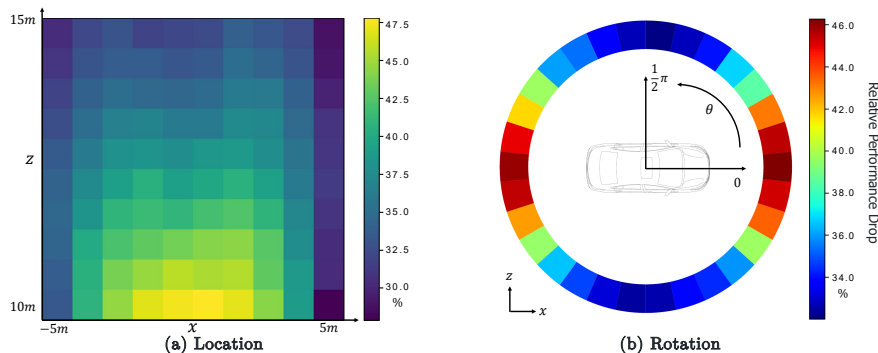 15m
z
10m
−5m
x
5m
47.5
45.0
42.5
40.0
37.5
35.0
32.5
30.0
%
(a) Location
1/2 π
θ
0
z
x
46.0
44.0
42.0
40.0
38.0
36.0
34.0
%
Relative Performance Drop
(b) Rotation